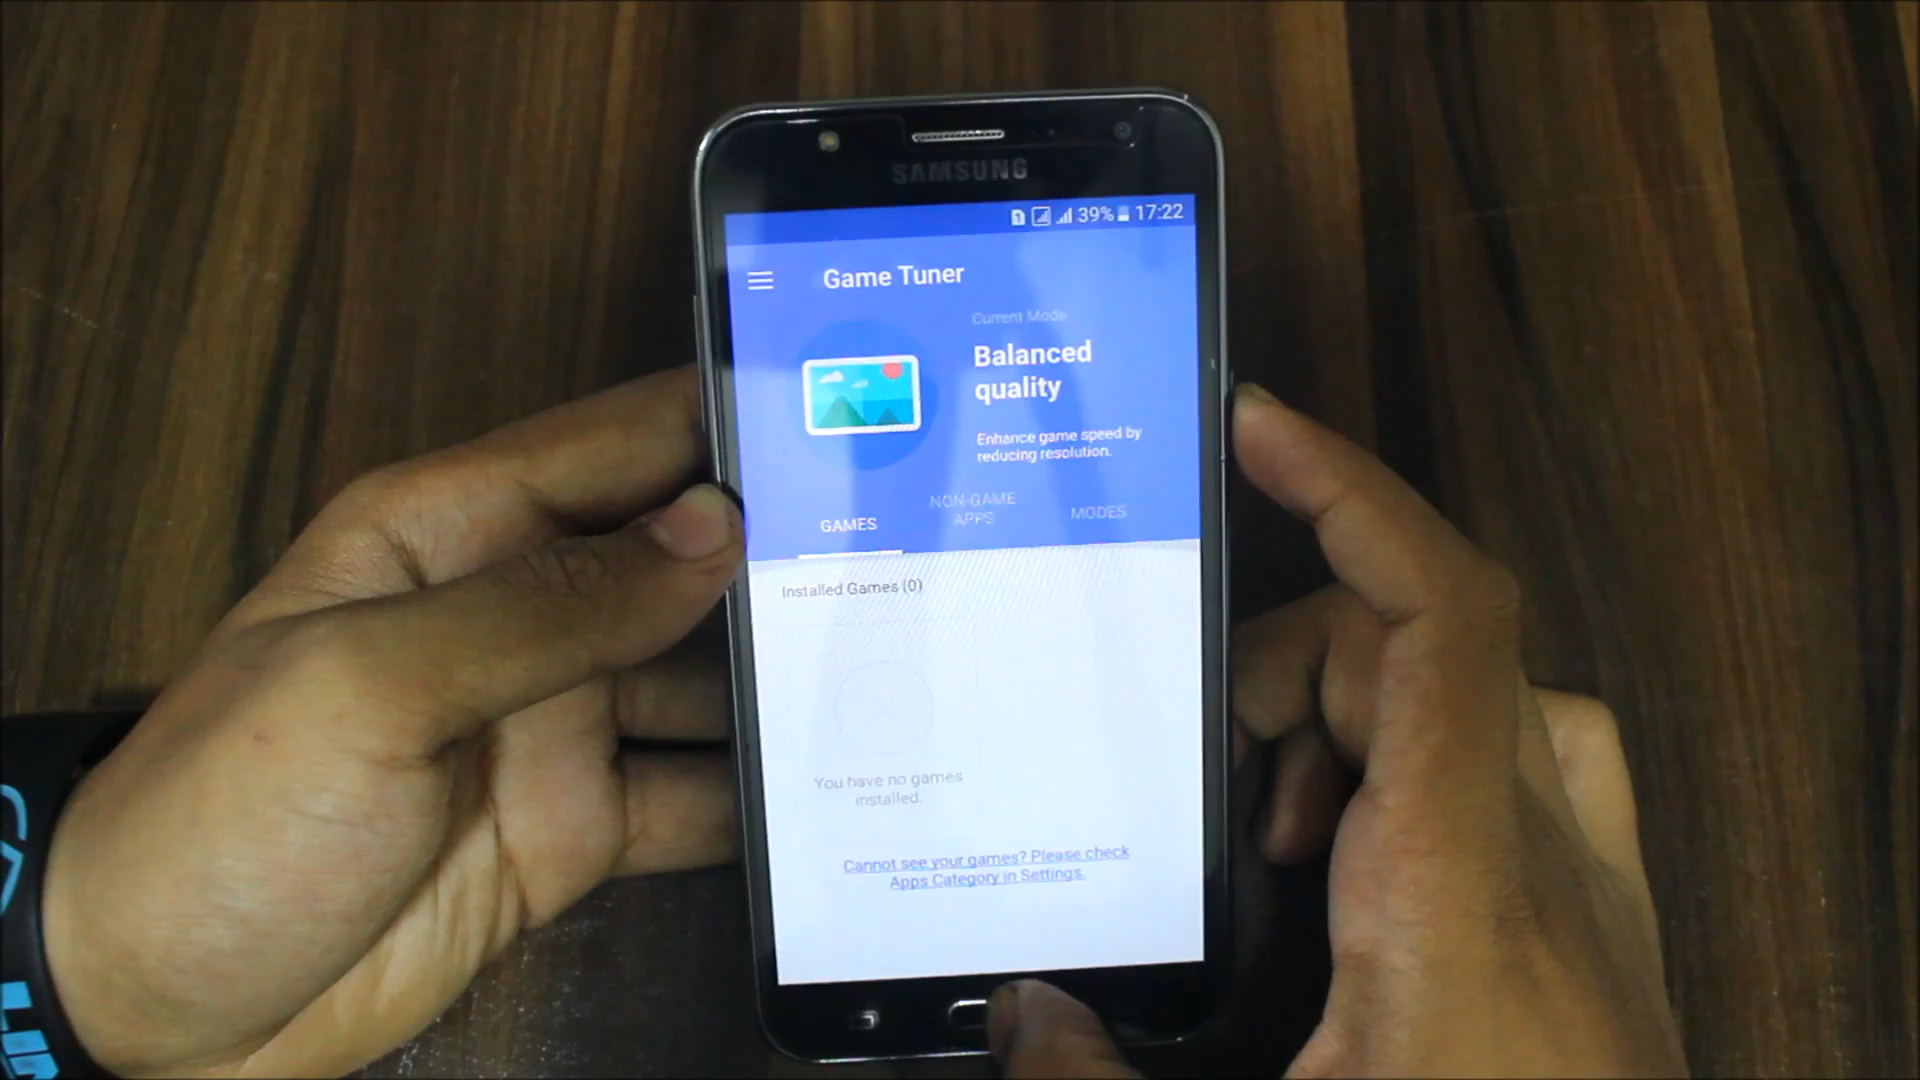 SAMSUNG
39% 17:22
Game Tuner
Current Mode
Balanced
quality
Enhance game speed by
reducing resolution.
GAMES
NON-GAME
APPS
MODES
Installed Games (0)
You have no games
installed.
Cannot see your games? Please check
Apps Category in Settings.